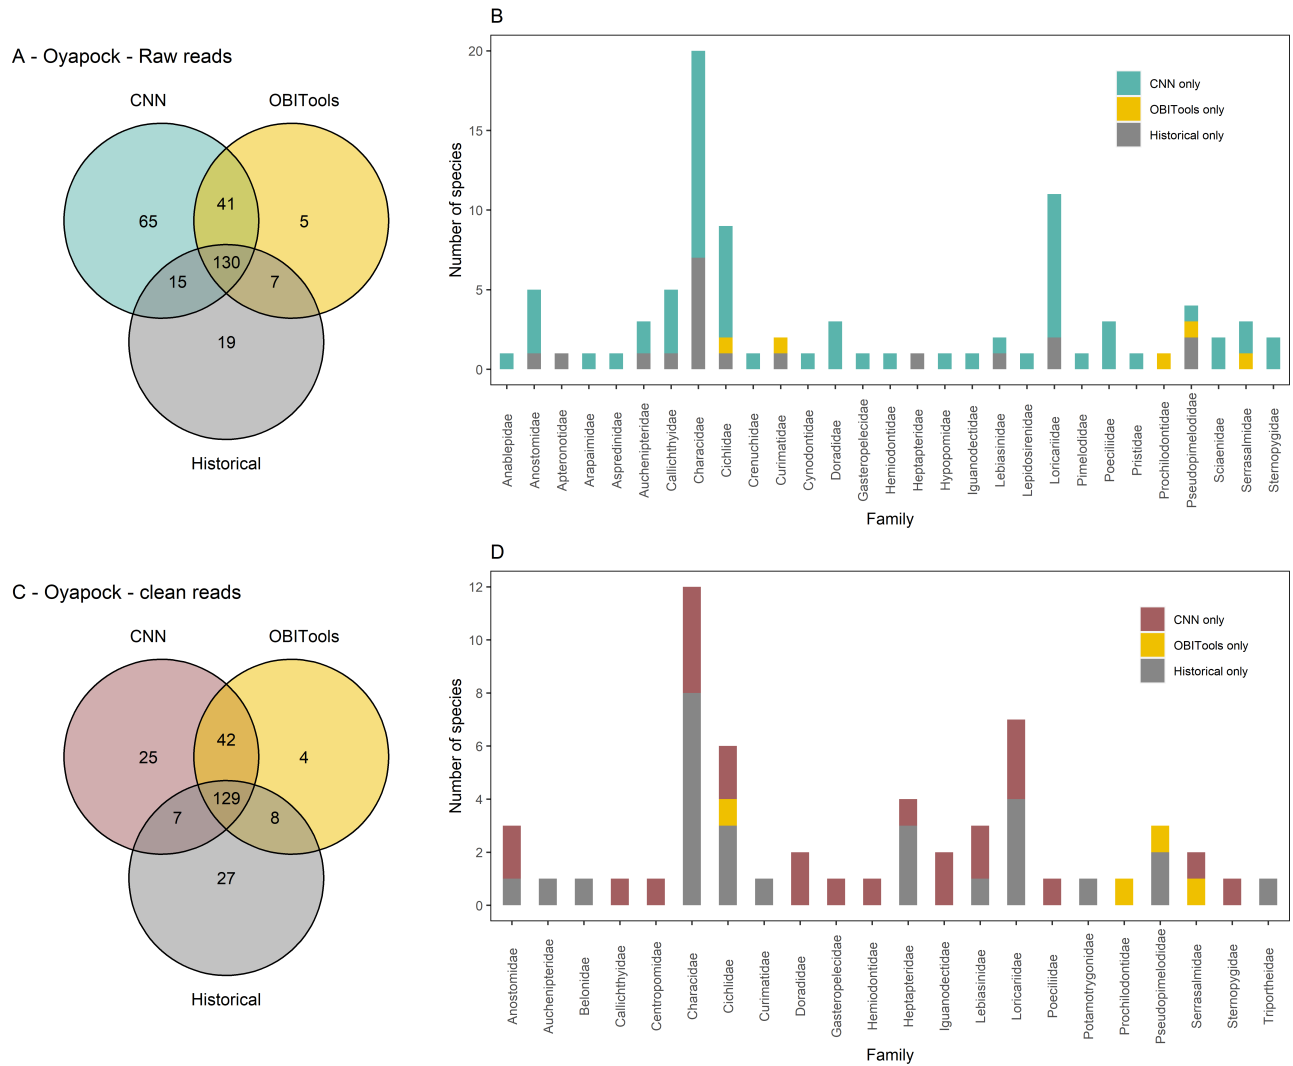 A - Oyapock - Raw reads
CNN
OBITools
65
41
5
130
15
7
19
Historical
B
Number of species
20
15
10
5
0
CNN only
OBITools only
Historical only
Anablepidae
Anostomidae
Apteronotidae
Arapaimidae
Aspredinidae
Auchenipteridae
Callichthyidae
Characidae
Cichlidae
Crenuchidae
Curimatidae
Cynodontidae
Doradidae
Gasteropelecidae
Hemiodontidae
Heptapteridae
Hypopomidae
Iguanodectidae
Lebiasinidae
Lepidosirenidae
Loricariidae
Pimelodidae
Poeciliidae
Pristidae
Prochilodontidae
Pseudopimelodidae
Sciaenidae
Serrasalmidae
Sternopygidae
Family
C - Oyapock - clean reads
CNN
OBITools
25
42
4
129
7
8
27
Historical
D
Number of species
12
10
8
6
4
2
0
CNN only
OBITools only
Historical only
Anostomidae
Auchenipteridae
Belonidae
Callichthyidae
Centropomidae
Characidae
Cichlidae
Curimatidae
Doradidae
Gasteropelecidae
Hemiodontidae
Heptapteridae
Iguanodectidae
Lebiasinidae
Loricariidae
Poeciliidae
Potamotrygonidae
Prochilodontidae
Pseudopimelodidae
Serrasalmidae
Sternopygidae
Triportheidae
Family